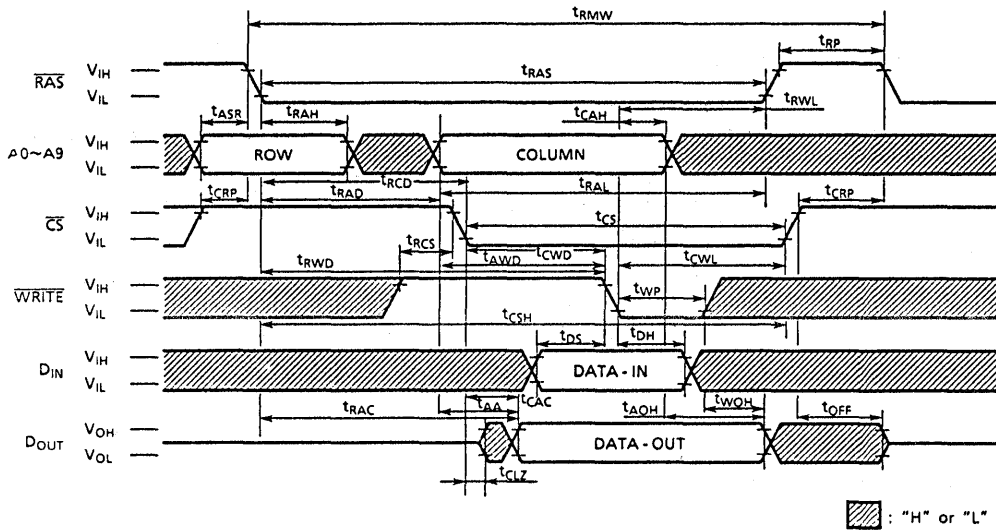 tRMW
tRP
RAS VIH
VIL
tRAS
tRWL
tASR tRAH tCAH
A0~A9 VIH
VIL
ROW COLUMN
tRCD
tCRP tRAD tRAL tCRP
CS VIH
VIL
tCS
tRCS tCWD
tRWD tAWD tCWL
WRITE VIH
VIL
tWP
tCSH
tDS tDH
DIN VIH
VIL
DATA-IN
tCAC
tRAC tAA tAOH tWOH tOFF
DOUT VOH
VOL
DATA-OUT
tCLZ
: "H" or "L"